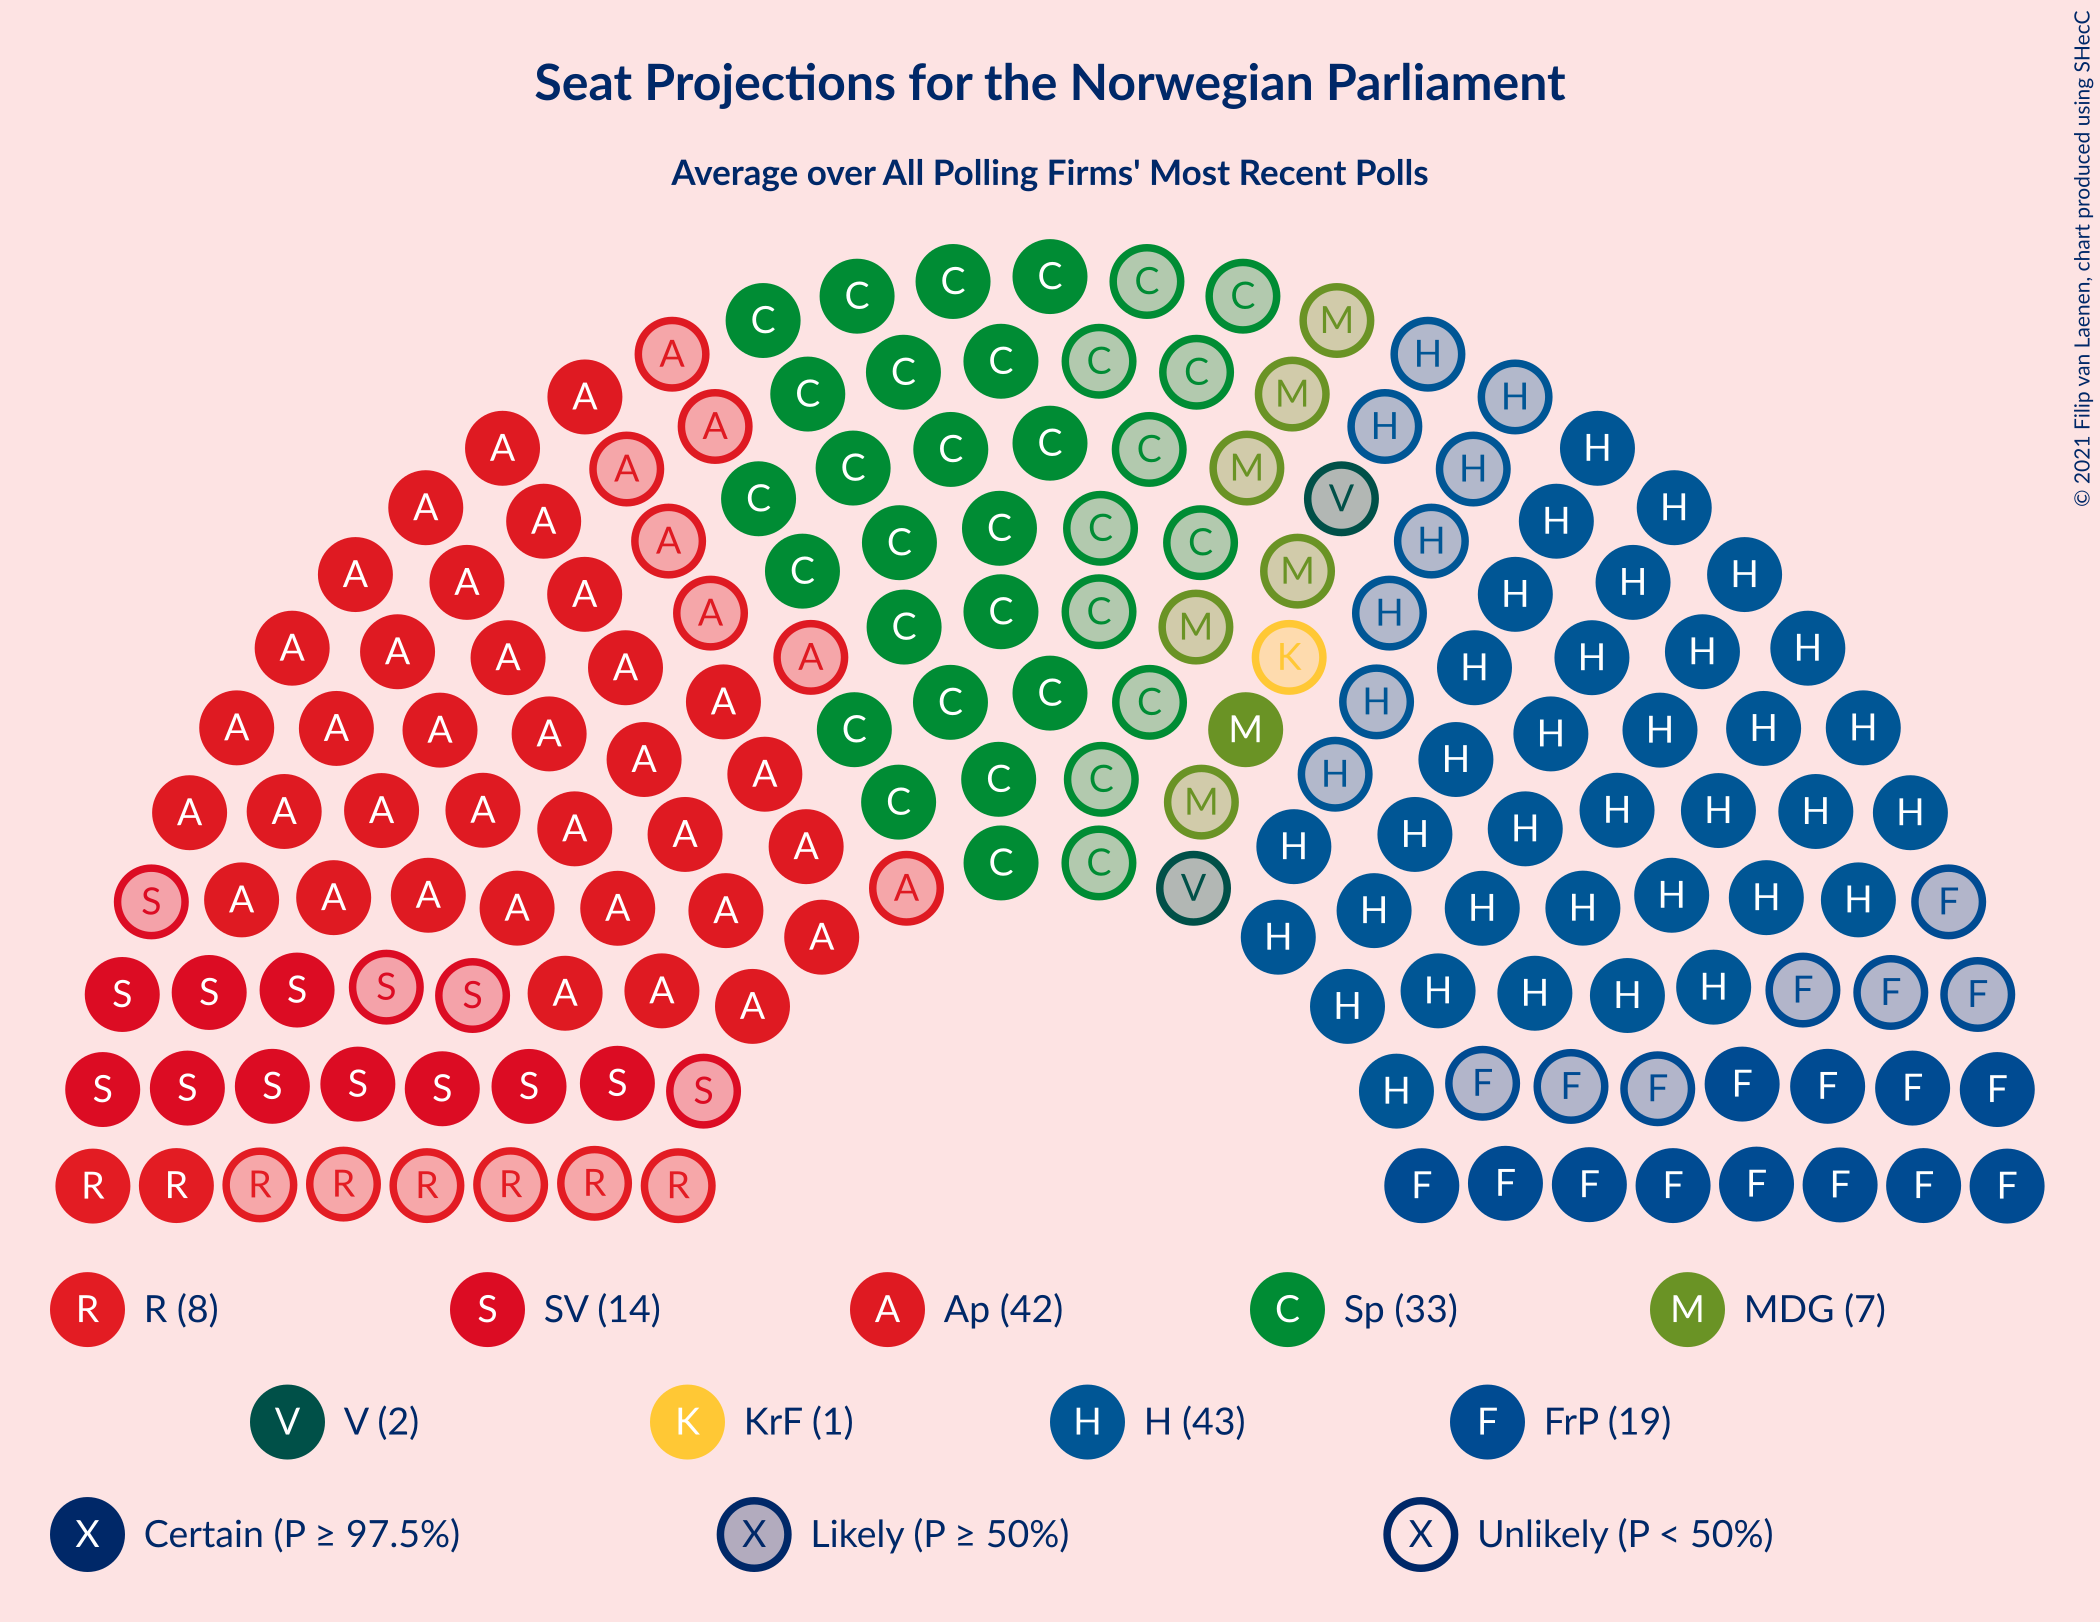 Seat Projections for the Norwegian Parliament
Average over All Polling Firms' Most Recent Polls
© 2021 Filip van Laenen, chart produced using SHecC
C C C C C
C M
A C C C C H
A C M H
A A C C C H H
A C M H
A C V H
A A C C C C H H
A A A C M H H H
A C C C M H
A A A A A K H H H H
A C C C H
A A A A C M H H H H
A A C C H H
A A A A C M H H H H
A A A H H H
C C
S A A A A A A A V H H H H H H F
A H
S S S S S A A A H H H H H F F F
S S S S S S S S H F F F F F F F
R R R R R R R R F F F F F F F F
R R (8) S SV (14) A Ap (42) C Sp (33) M MDG (7)
V V (2) K KrF (1) H H (43) F FrP (19)
X Certain (P ≥ 97.5%) X Likely (P ≥ 50%) X Unlikely (P < 50%)